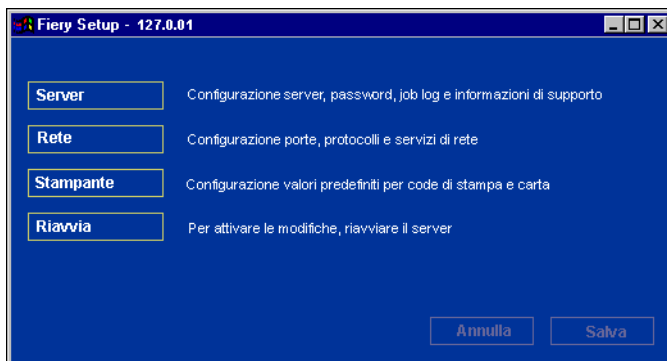 Fiery Setup - 127.0.01
Server Configurazione server, password, job log e informazioni di supporto
Rete Configurazione porte, protocolli e servizi di rete
Stampante Configurazione valori predefiniti per code di stampa e carta
Riavvia Per attivare le modifiche, riavviare il server
Annulla Salva